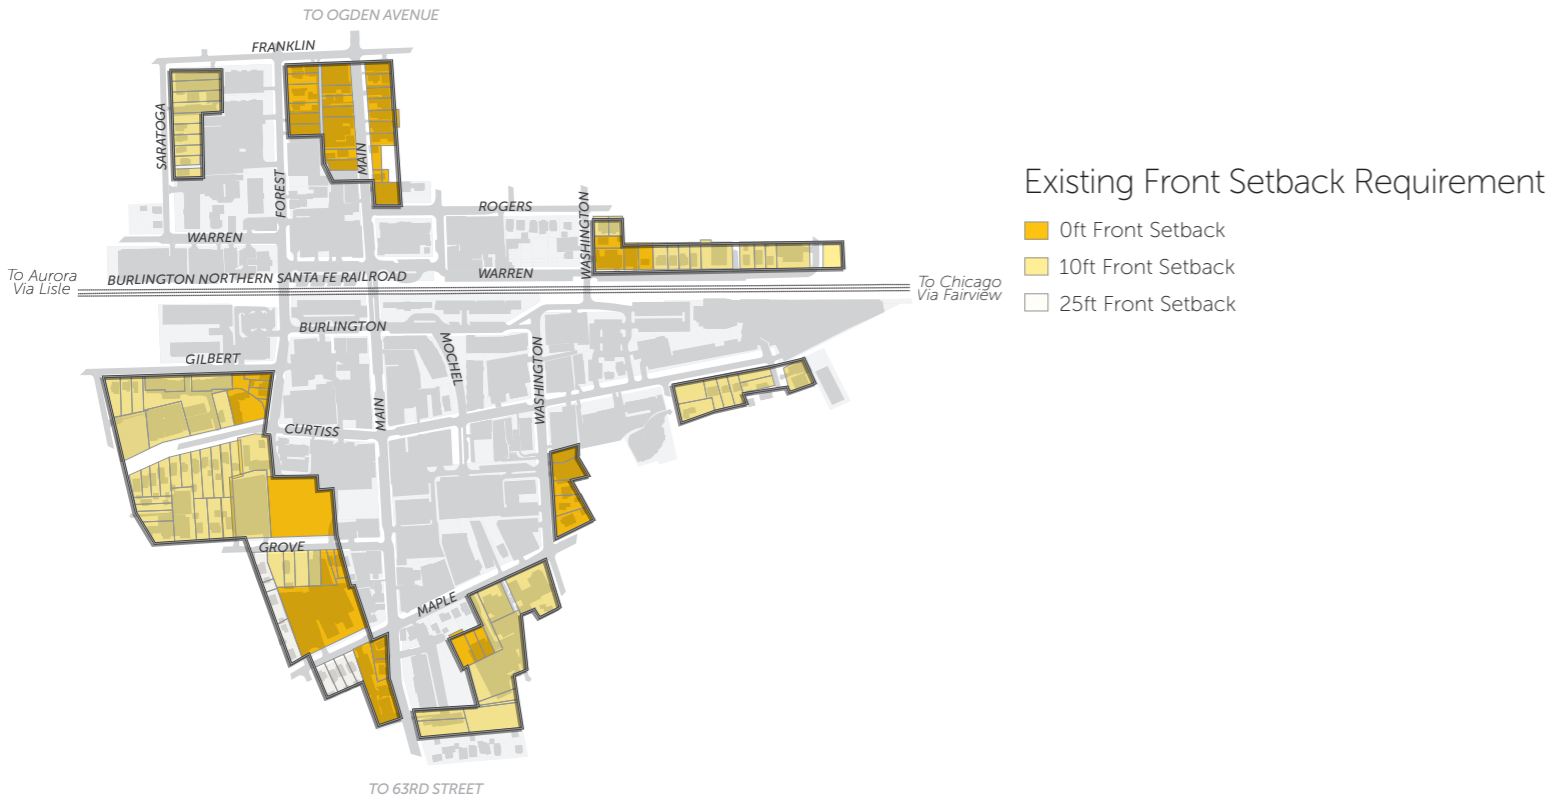 TO OGDEN AVENUE
FRANKLIN
SARATOGA
MAIN
FOREST
ROGERS
WASHINGTON
WARREN
WARREN
BURLINGTON NORTHERN SANTA FE RAILROAD
To Aurora
Via Lisle
To Chicago
Via Fairview
BURLINGTON
MOCHEL
WASHINGTON
GILBERT
MAIN
CURTISS
GROVE
MAPLE
TO 63RD STREET
Existing Front Setback Requirement
0ft Front Setback
10ft Front Setback
25ft Front Setback